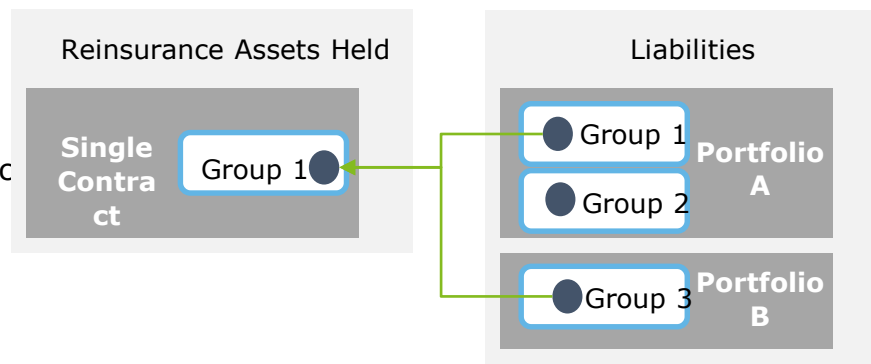 Reinsurance Assets Held
Single
Contra
ct
Group 1
c
Liabilities
Group 1
Group 2
Portfolio
A
Group 3
Portfolio
B